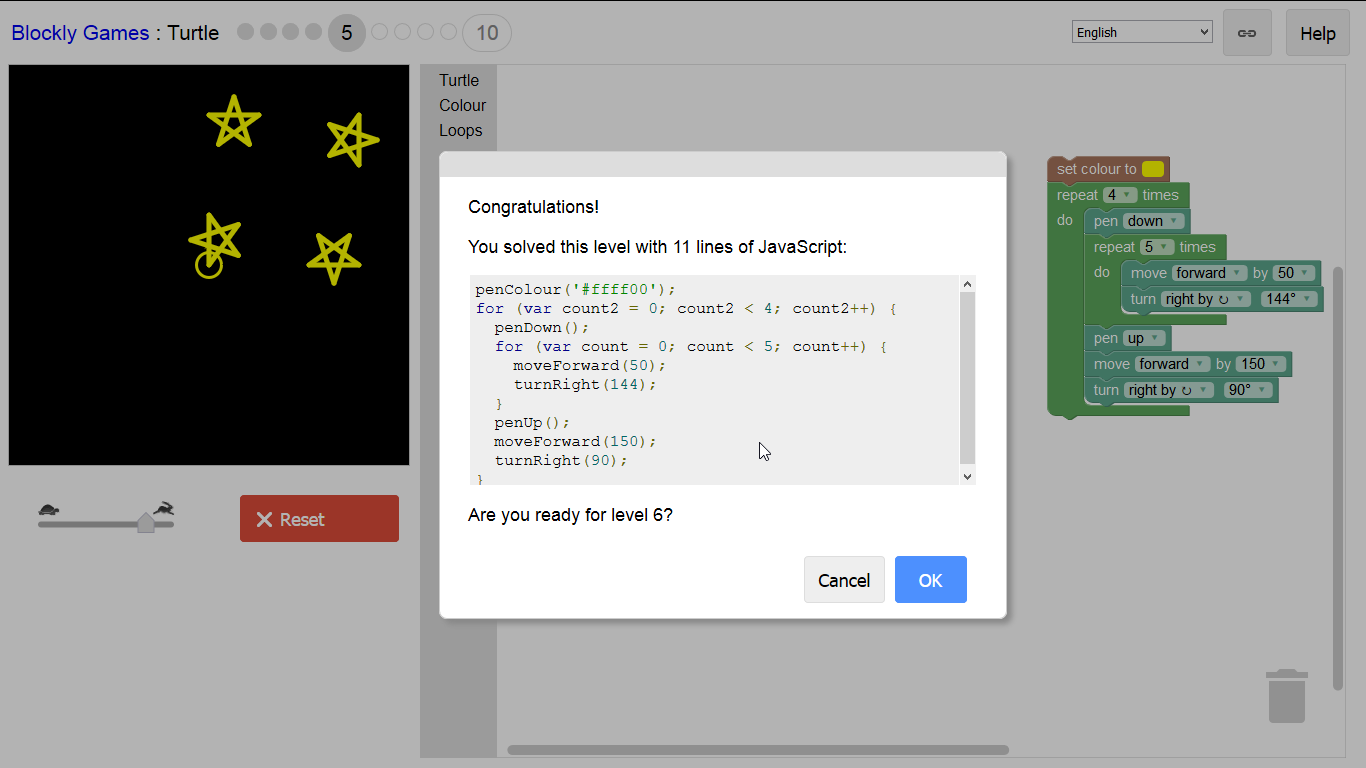 Blockly Games : Turtle 5 10 English Help
Turtle
Colour
Loops
Congratulations!
You solved this level with 11 lines of JavaScript:
penColour('#ffff00');
for (var count2 = 0; count2 < 4; count2++) {
  penDown();
  for (var count = 0; count < 5; count++) {
    moveForward(50);
    turnRight(144);
  }
  penUp();
  moveForward(150);
  turnRight(90);
}
Are you ready for level 6?
Cancel OK
set colour to
repeat 4 times
do pen down
repeat 5 times
do move forward by 50
turn right by ↻ 144°
pen up
move forward by 150
turn right by ↻ 90°
Reset